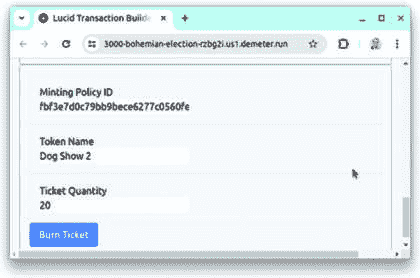 Lucid Transaction Builde
3000-bohemian-election-rzbg2i.us1.demeter.run
Minting Policy ID
fbf3e7d0c79bb9bece6277c0560fe
Token Name
Dog Show 2
Ticket Quantity
20
Burn Ticket